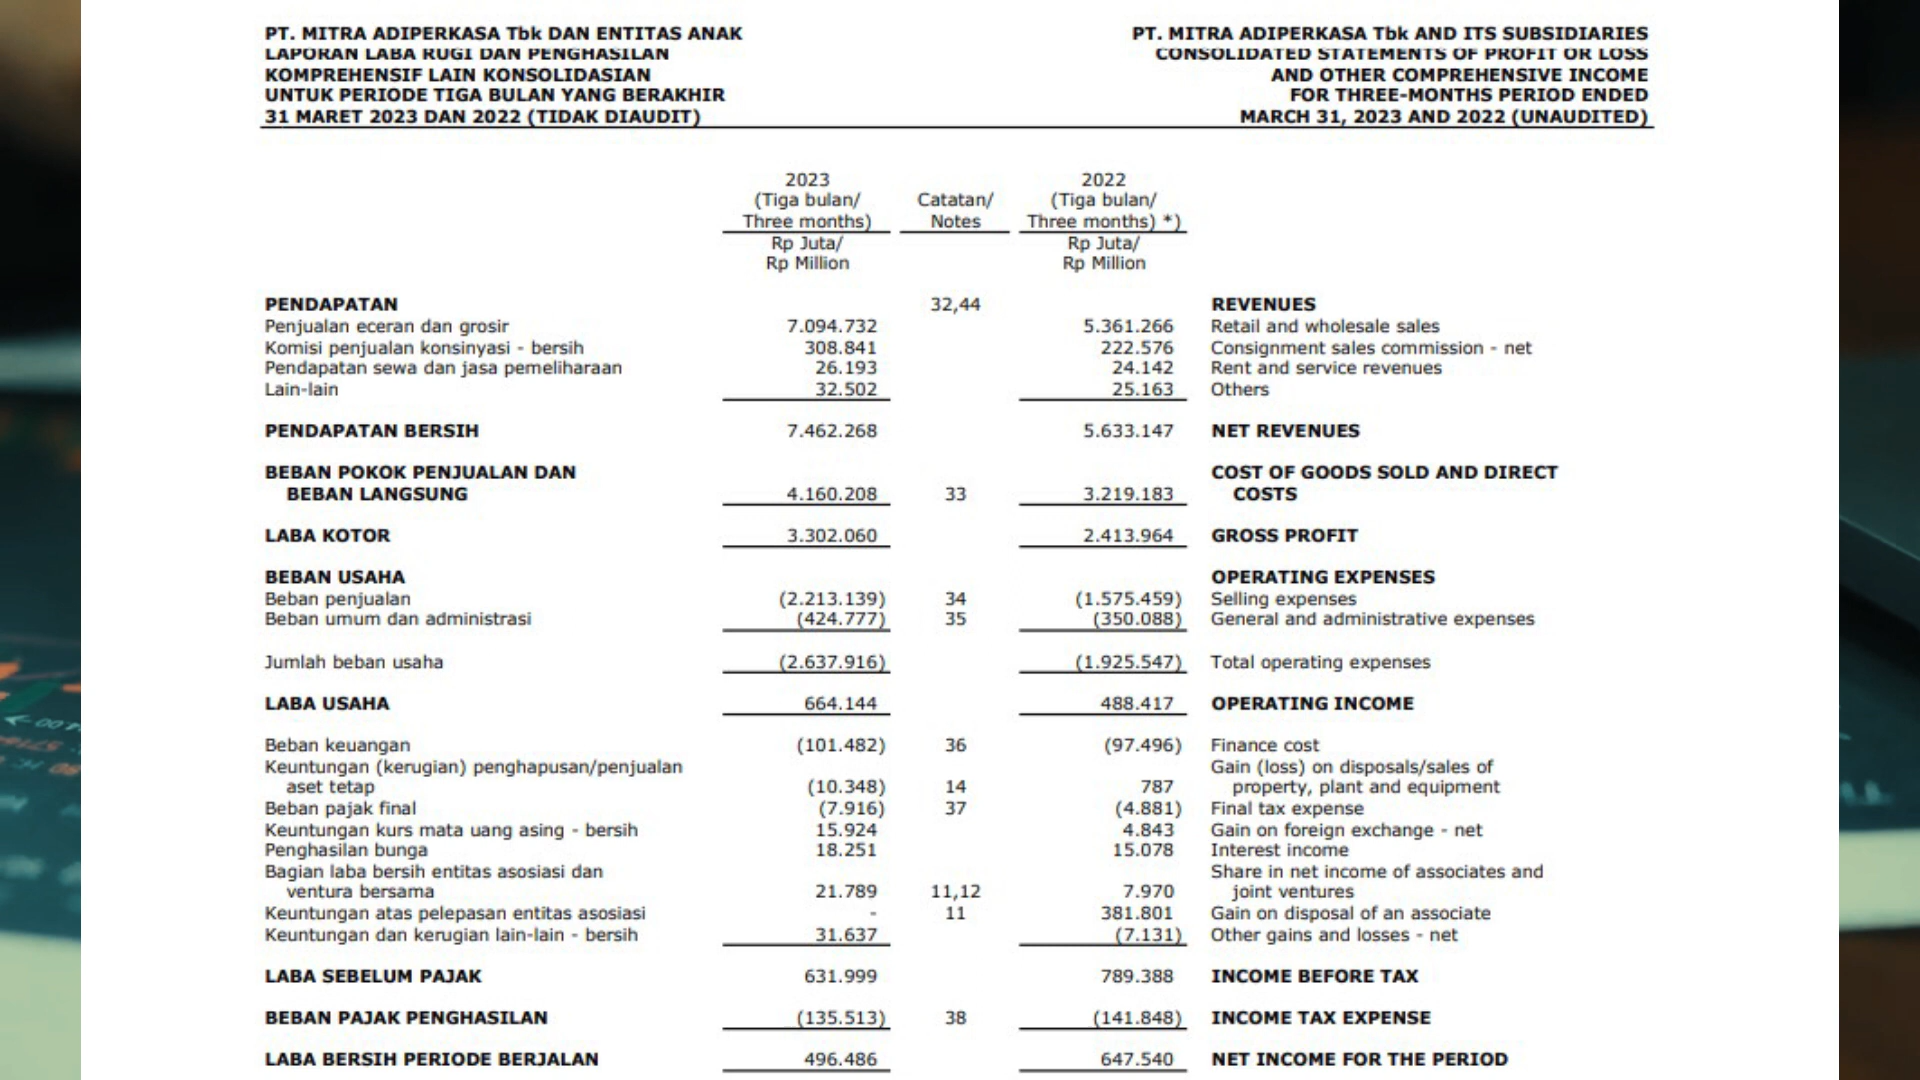 PT. MITRA ADIPERKASA Tbk DAN ENTITAS ANAK PT. MITRA ADIPERKASA Tbk AND ITS SUBSIDIARIES
LAPORAN LABA RUGI DAN PENGHASILAN CONSOLIDATED STATEMENTS OF PROFIT OR LOSS
KOMPREHENSIF LAIN KONSOLIDASIAN AND OTHER COMPREHENSIVE INCOME
UNTUK PERIODE TIGA BULAN YANG BERAKHIR FOR THREE-MONTHS PERIOD ENDED
31 MARET 2023 DAN 2022 (TIDAK DIAUDIT) MARCH 31, 2023 AND 2022 (UNAUDITED)
2023 2022
(Tiga bulan/ Catatan/ (Tiga bulan/
Three months) Notes Three months) *)
Rp Juta/ Rp Juta/
Rp Million Rp Million
PENDAPATAN 32,44 REVENUES
Penjualan eceran dan grosir 7.094.732 5.361.266 Retail and wholesale sales
Komisi penjualan konsinyasi - bersih 308.841 222.576 Consignment sales commission - net
Pendapatan sewa dan jasa pemeliharaan 26.193 24.142 Rent and service revenues
Lain-lain 32.502 25.163 Others
PENDAPATAN BERSIH 7.462.268 5.633.147 NET REVENUES
BEBAN POKOK PENJUALAN DAN COST OF GOODS SOLD AND DIRECT
BEBAN LANGSUNG 4.160.208 33 3.219.183 COSTS
LABA KOTOR 3.302.060 2.413.964 GROSS PROFIT
BEBAN USAHA OPERATING EXPENSES
Beban penjualan (2.213.139) 34 (1.575.459) Selling expenses
Beban umum dan administrasi (424.777) 35 (350.088) General and administrative expenses
Jumlah beban usaha (2.637.916) (1.925.547) Total operating expenses
LABA USAHA 664.144 488.417 OPERATING INCOME
Beban keuangan (101.482) 36 (97.496) Finance cost
Keuntungan (kerugian) penghapusan/penjualan Gain (loss) on disposals/sales of
aset tetap (10.348) 14 787 property, plant and equipment
Beban pajak final (7.916) 37 (4.881) Final tax expense
Keuntungan kurs mata uang asing - bersih 15.924 4.843 Gain on foreign exchange - net
Penghasilan bunga 18.251 15.078 Interest income
Bagian laba bersih entitas asosiasi dan Share in net income of associates and
ventura bersama 21.789 11,12 7.970 joint ventures
Keuntungan atas pelepasan entitas asosiasi - 11 381.801 Gain on disposal of an associate
Keuntungan dan kerugian lain-lain - bersih 31.637 (7.131) Other gains and losses - net
LABA SEBELUM PAJAK 631.999 789.388 INCOME BEFORE TAX
BEBAN PAJAK PENGHASILAN (135.513) 38 (141.848) INCOME TAX EXPENSE
LABA BERSIH PERIODE BERJALAN 496.486 647.540 NET INCOME FOR THE PERIOD